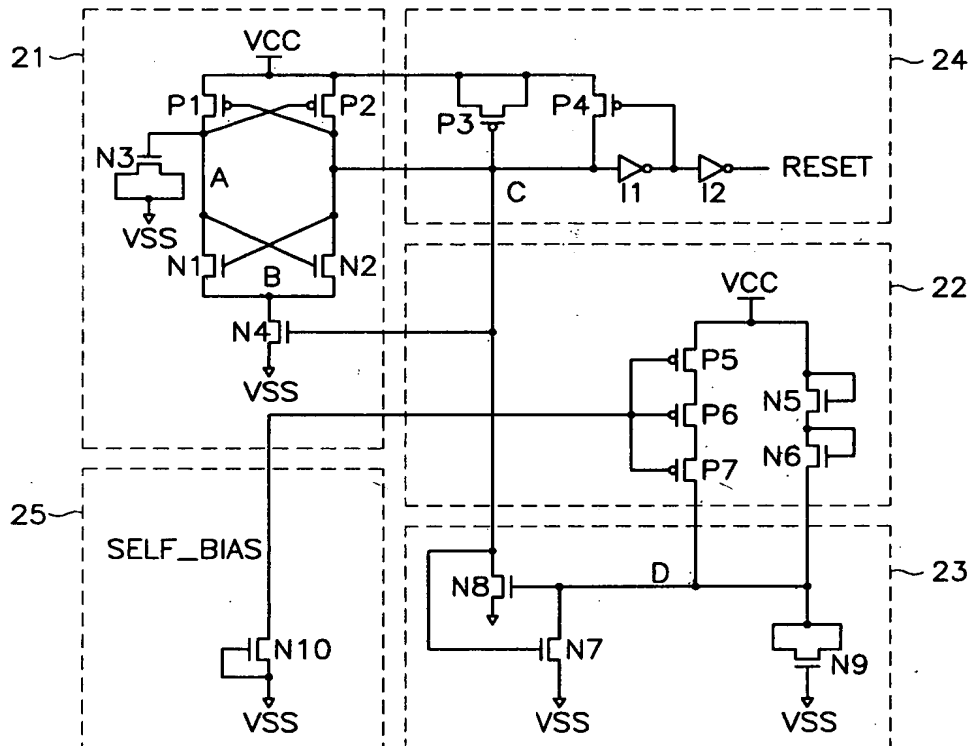 21
VCC
P1
P2
N3
A
VSS
N1
B
N2
N4
VSS
24
P3
P4
C
I1
I2
RESET
22
VCC
P5
P6
P7
N5
N6
25
SELF_BIAS
N10
VSS
23
D
N8
N7
VSS
N9
VSS